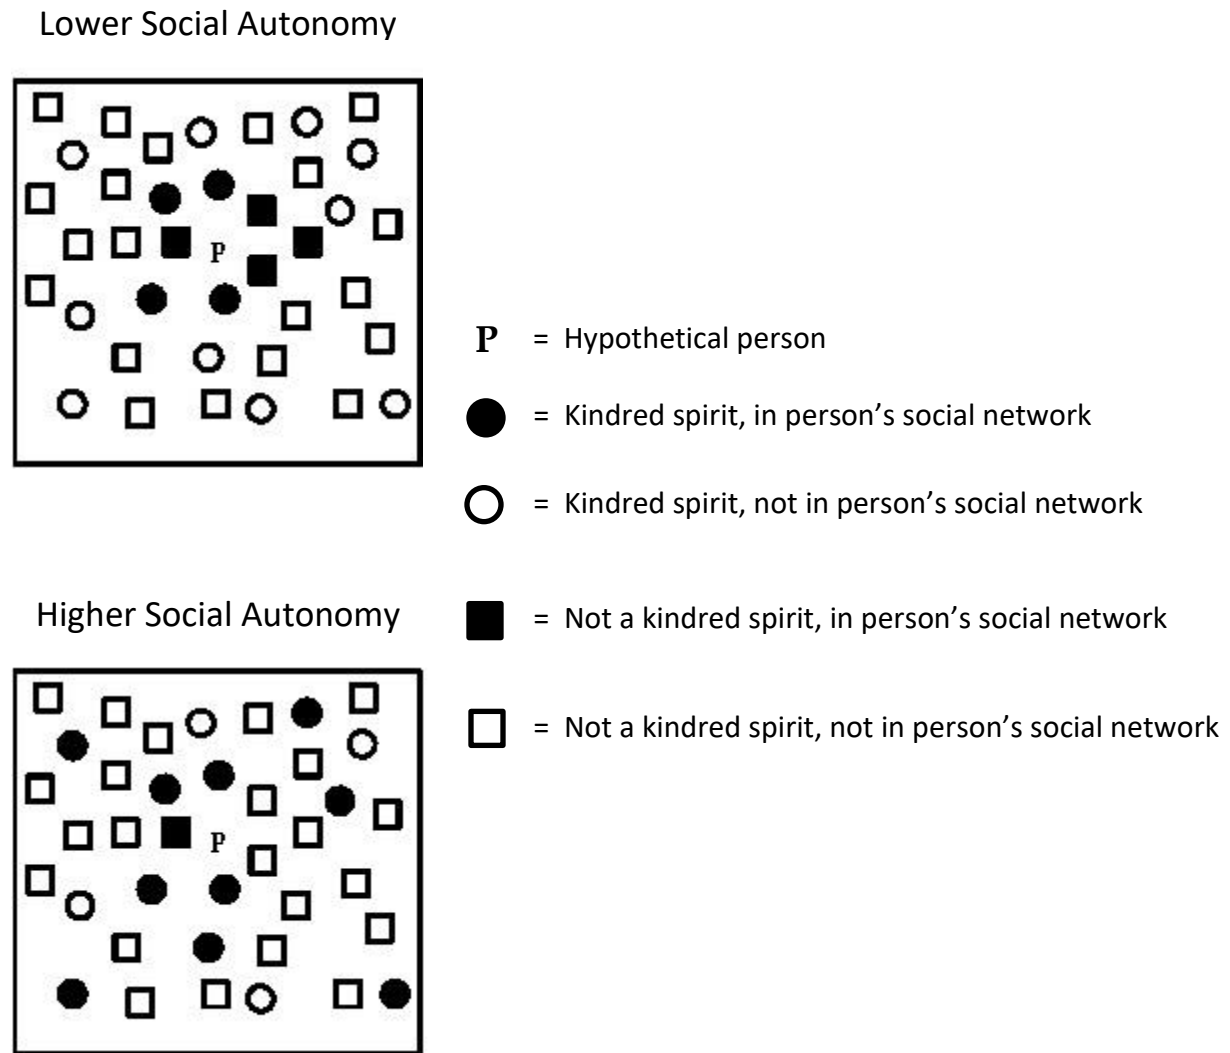 Lower Social Autonomy
P
P = Hypothetical person
= Kindred spirit, in person’s social network
= Kindred spirit, not in person’s social network
Higher Social Autonomy
= Not a kindred spirit, in person’s social network
= Not a kindred spirit, not in person’s social network
P